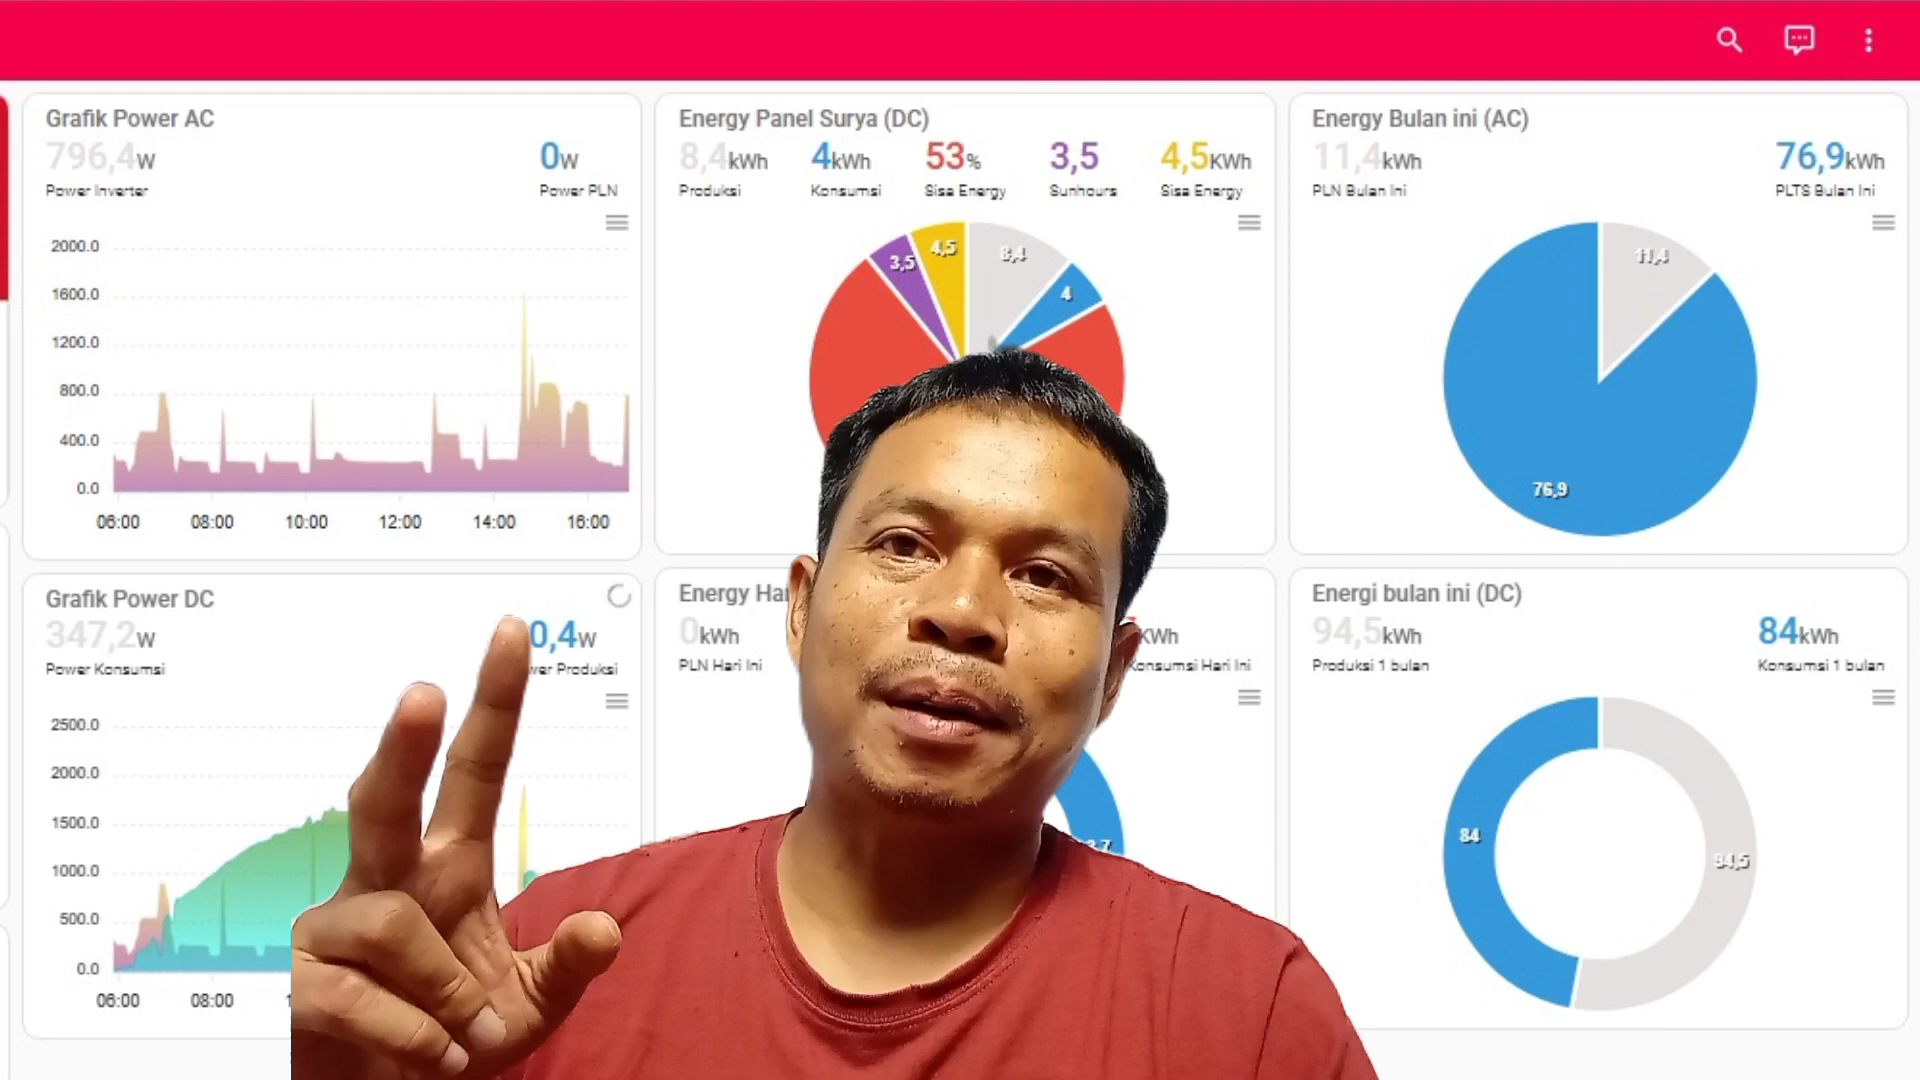 Grafik Power AC
796,4W
0W
Power Inverter
Power PLN
2000.0
1600.0
1200.0
800.0
400.0
0.0
06:00 08:00 10:00 12:00 14:00 16:00
Energy Panel Surya (DC)
8,4kWh 4kWh 53% 3,5 4,5KWh
Produksi Konsumsi Sisa Energy Sunhours Sisa Energy
3,5 4,5 8,4
4
Energy Bulan ini (AC)
11,4kWh 76,9kWh
PLN Bulan Ini PLTS Bulan Ini
11,4
76,9
Grafik Power DC
347,2W 0,4W
Power Konsumsi wer Produksi
2500.0
2000.0
1500.0
1000.0
500.0
0.0
06:00 08:00
Energy Har
0kWh KWh
PLN Hari Ini Konsumsi Hari Ini
Energi bulan ini (DC)
94,5kWh 84kWh
Produksi 1 bulan Konsumsi 1 bulan
84
94,5